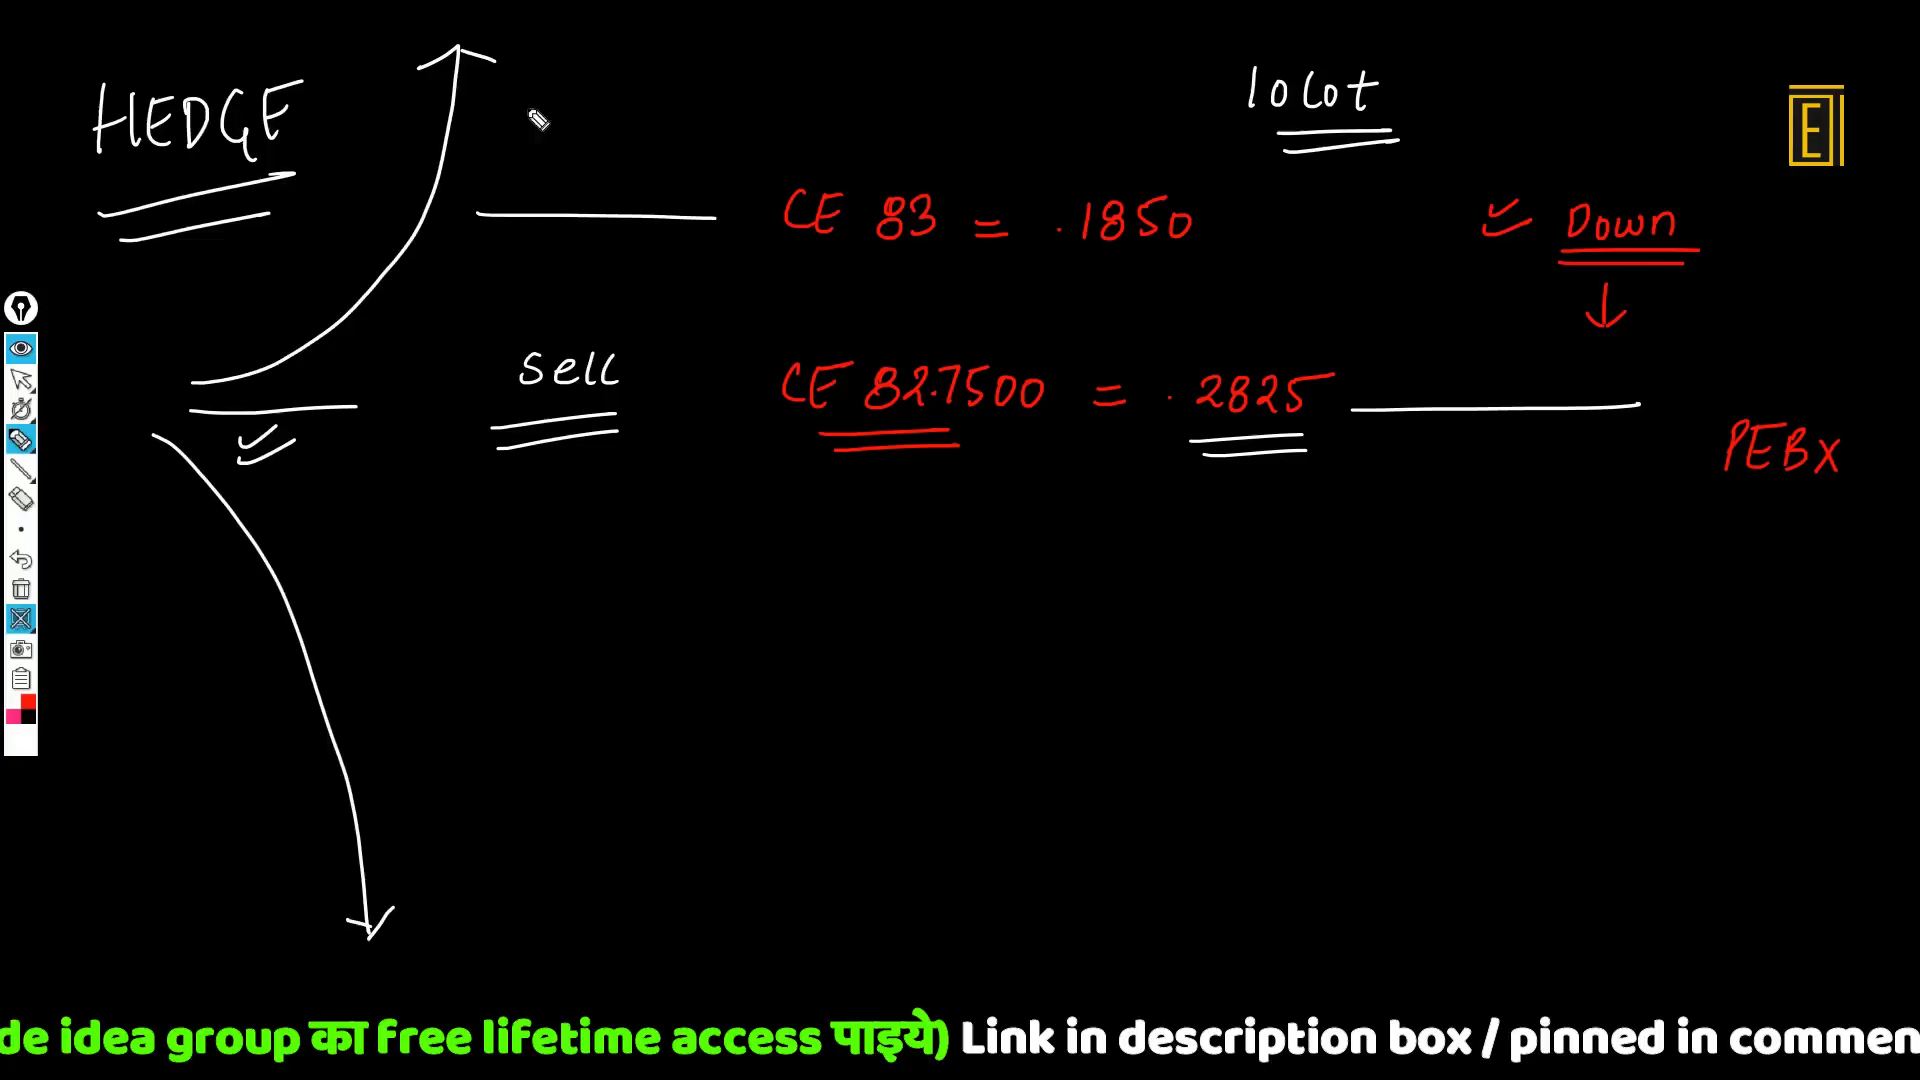 HEDGE
10 Lot
CE 83 = .1850
Down
Sell
CE 82.7500 = .2825
PEBX
E
de idea group का free lifetime access पाइये) Link in description box / pinned in commen